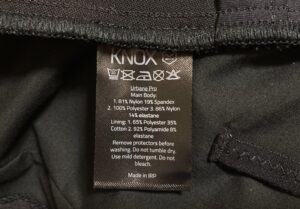 KNOX
Urbane Pro
Main Body:
1. 81% Nylon 19% Spandex
2. 100% Polyester 3. 86% Nylon
14% elastane
Lining: 1. 65% Polyester 35%
Cotton 2. 92% Polyamide 8%
elastane
Remove protectors before
washing. Do not tumble dry.
Use mild detergent. Do not
bleach.
Made in IRP